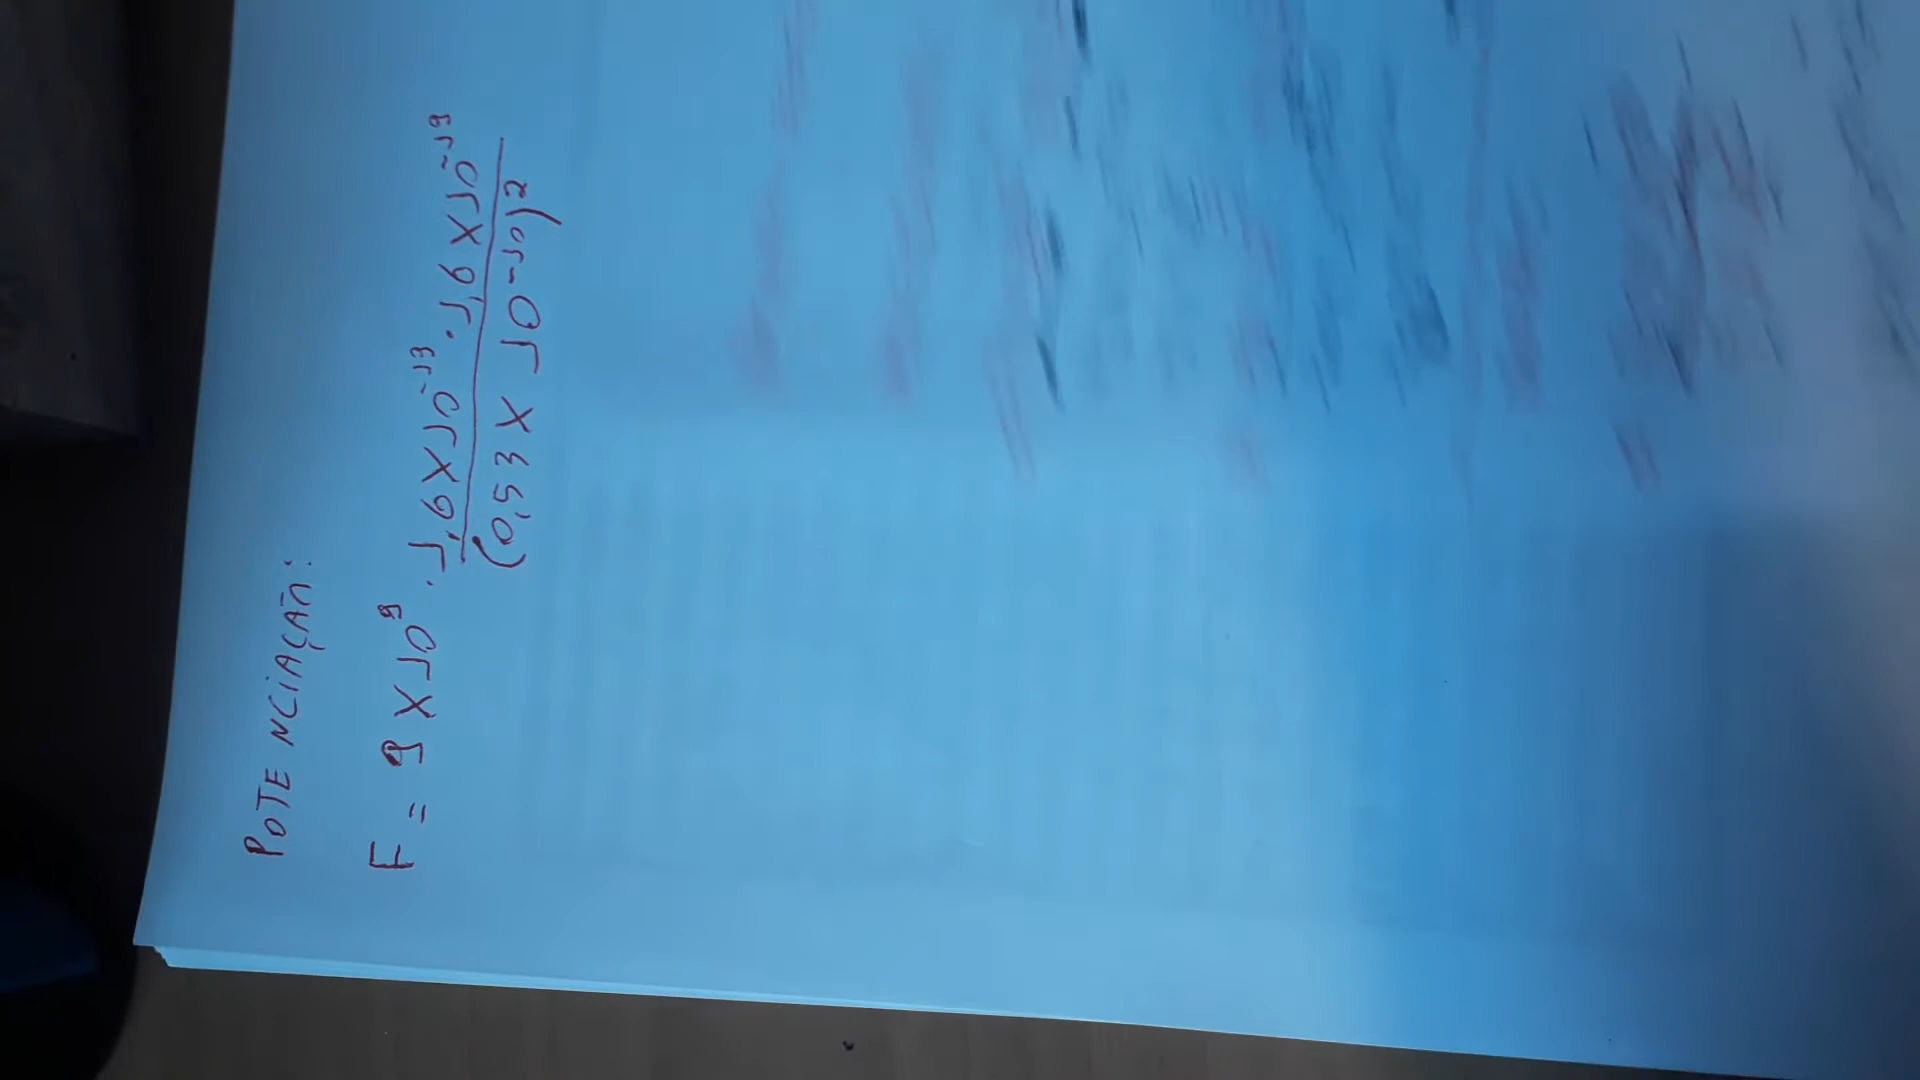 POTENCIAÇÃO:
F = 9 X 10⁹ . 1,6 X 10⁻¹⁹ . 1,6 X 10⁻¹⁹
(0,53 X 10⁻¹⁰)²